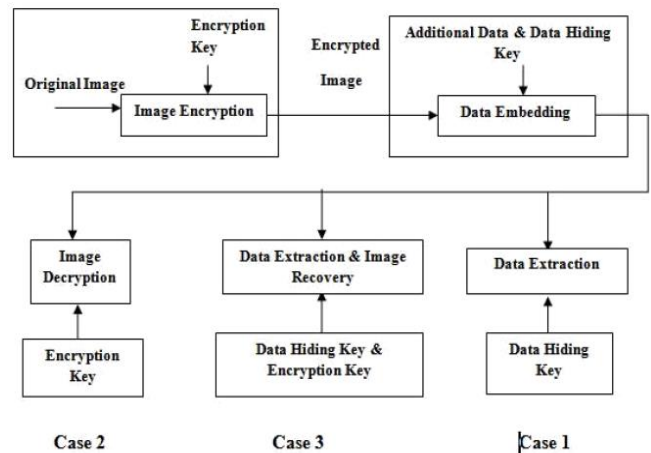 Encryption
Key
Original Image
Image Encryption
Encrypted
Image
Additional Data & Data Hiding
Key
Data Embedding
Image
Decryption
Data Extraction & Image
Recovery
Data Extraction
Encryption
Key
Data Hiding Key &
Encryption Key
Data Hiding
Key
Case 2
Case 3
Case 1